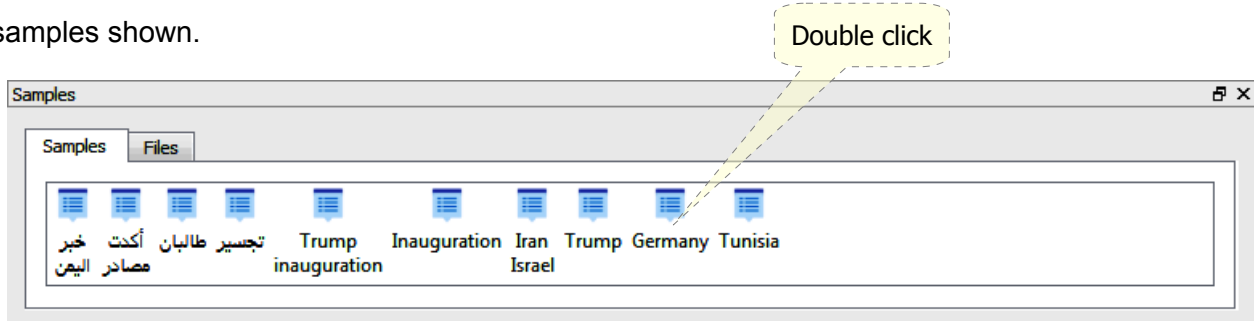 samples shown.
Double click
Samples
Samples Files
خبر
اليمن
أكدت
مصادر
طالبان
تجسير
Trump
inauguration
Inauguration
Iran
Israel
Trump
Germany
Tunisia